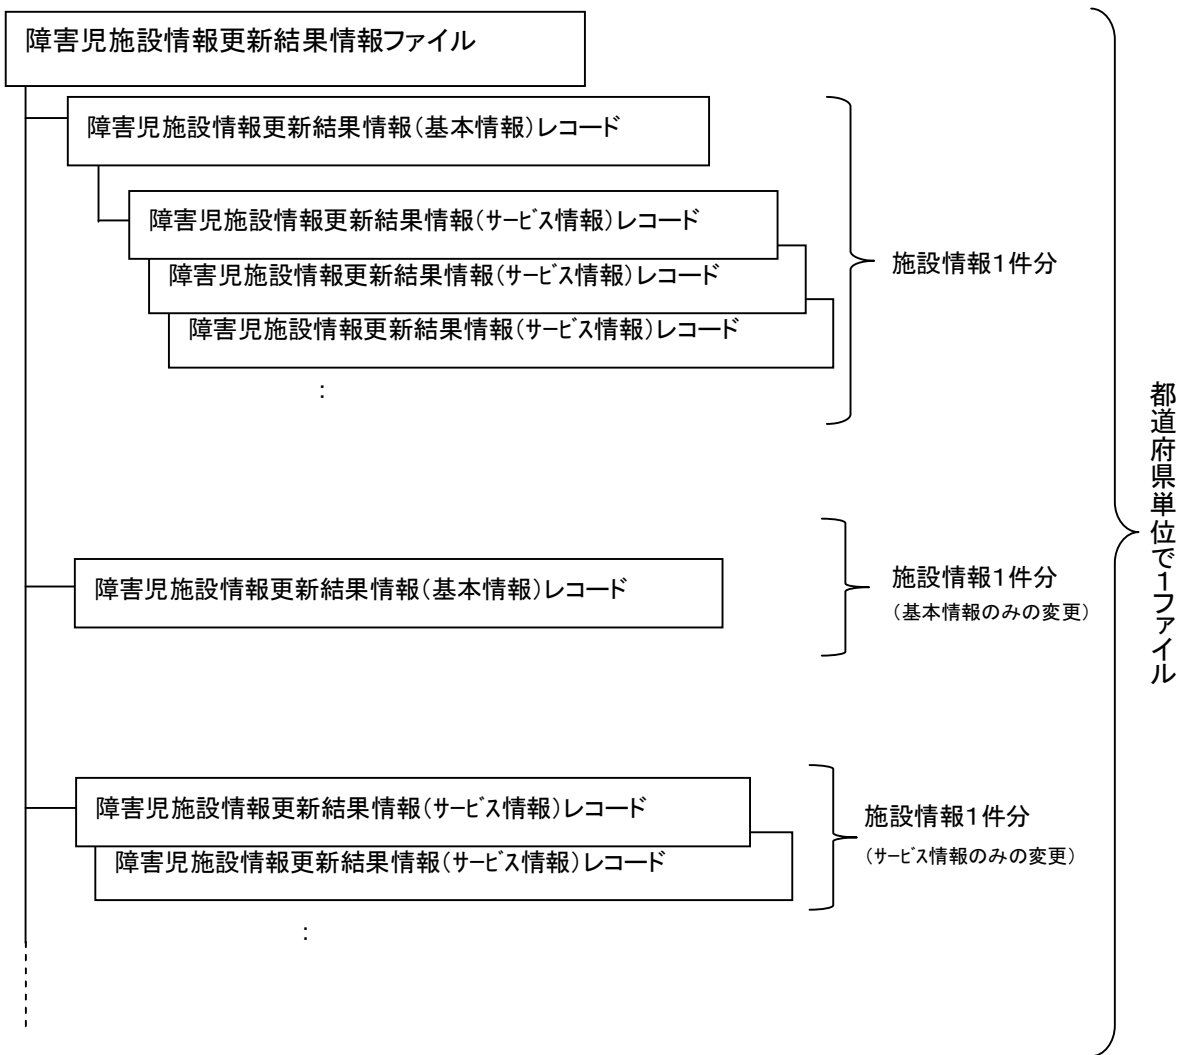 障害児施設情報更新結果情報ファイル
障害児施設情報更新結果情報(基本情報)レコード
障害児施設情報更新結果情報(ｻｰﾋﾞｽ情報)レコード
障害児施設情報更新結果情報(ｻｰﾋﾞｽ情報)レコード
障害児施設情報更新結果情報(ｻｰﾋﾞｽ情報)レコード
:
施設情報1件分
障害児施設情報更新結果情報(基本情報)レコード
施設情報1件分
(基本情報のみの変更)
障害児施設情報更新結果情報(ｻｰﾋﾞｽ情報)レコード
障害児施設情報更新結果情報(ｻｰﾋﾞｽ情報)レコード
:
施設情報1件分
(ｻｰﾋﾞｽ情報のみの変更)
都道府県単位で1ファイル